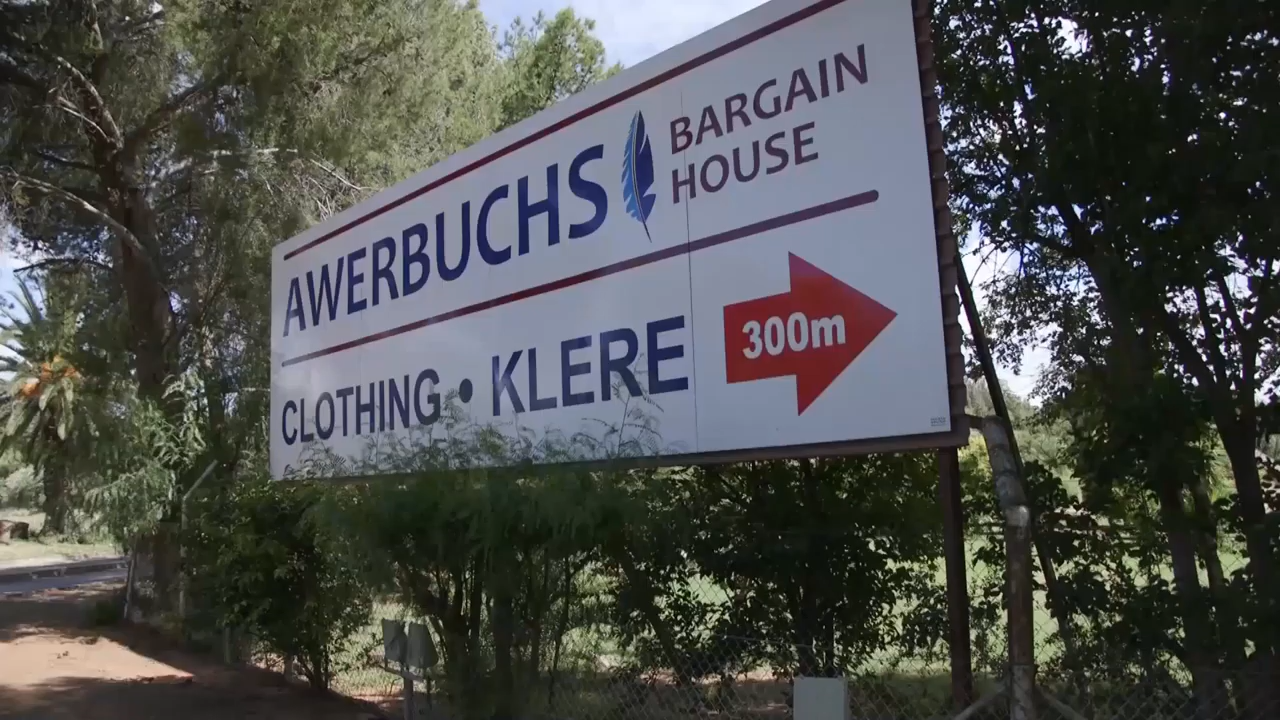 AWERBUCHS
BARGAIN
HOUSE
CLOTHING • KLERE
300m